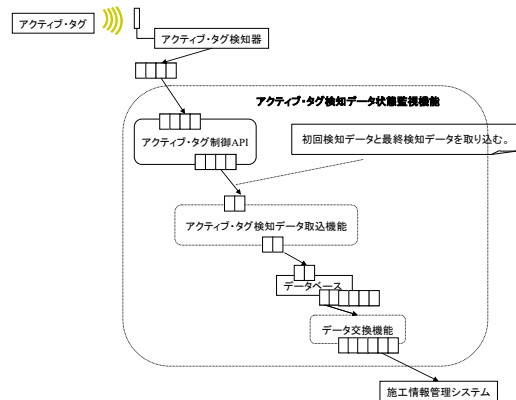 アクティブ・タグ
アクティブ・タグ検知器
アクティブ・タグ検知データ状態監視機能
アクティブ・タグ制御API
初回検知データと最終検知データを取り込む。
アクティブ・タグ検知データ取込機能
データベース
データ交換機能
施工情報管理システム